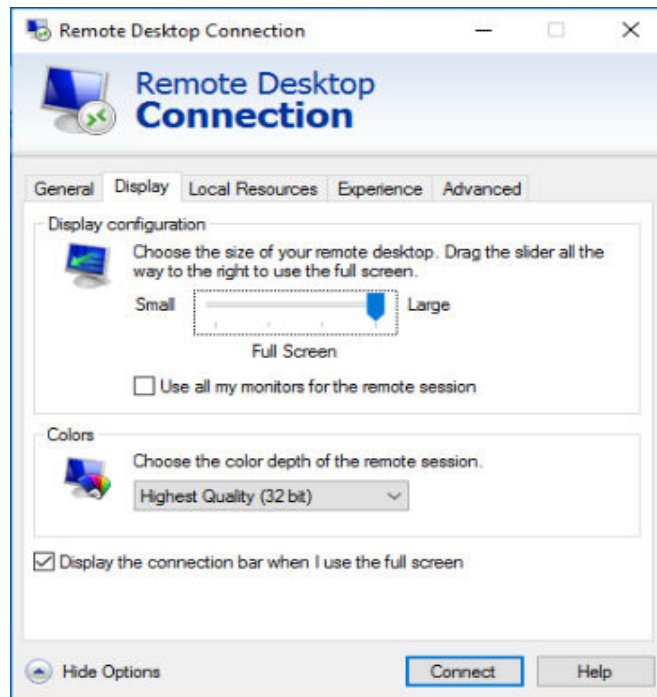 Remote Desktop Connection
Remote Desktop
Connection
General Display Local Resources Experience Advanced
Display configuration
Choose the size of your remote desktop. Drag the slider all the
way to the right to use the full screen.
Small Large
Full Screen
Use all my monitors for the remote session
Colors
Choose the color depth of the remote session.
Highest Quality (32 bit)
Display the connection bar when I use the full screen
Hide Options Connect Help